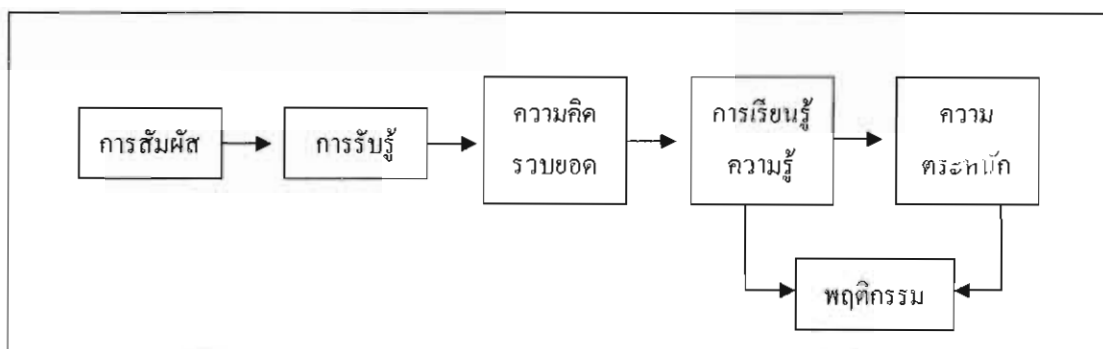 การสัมผัส
การรับรู้
ความคิด
รวบยอด
การเรียนรู้
ความรู้
ความ
ตระหนัก
พฤติกรรม